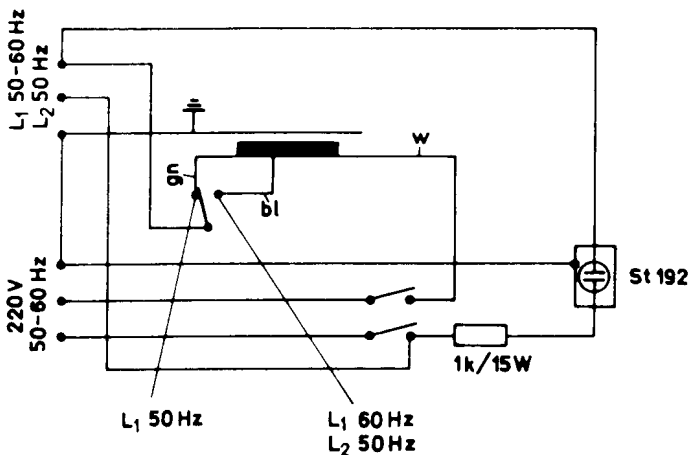 L₁ 50-60 Hz
L₂ 50 Hz
w
gn
bl
220V
50-60 Hz
St 192
1k/15W
L₁ 50 Hz
L₁ 60 Hz
L₂ 50 Hz